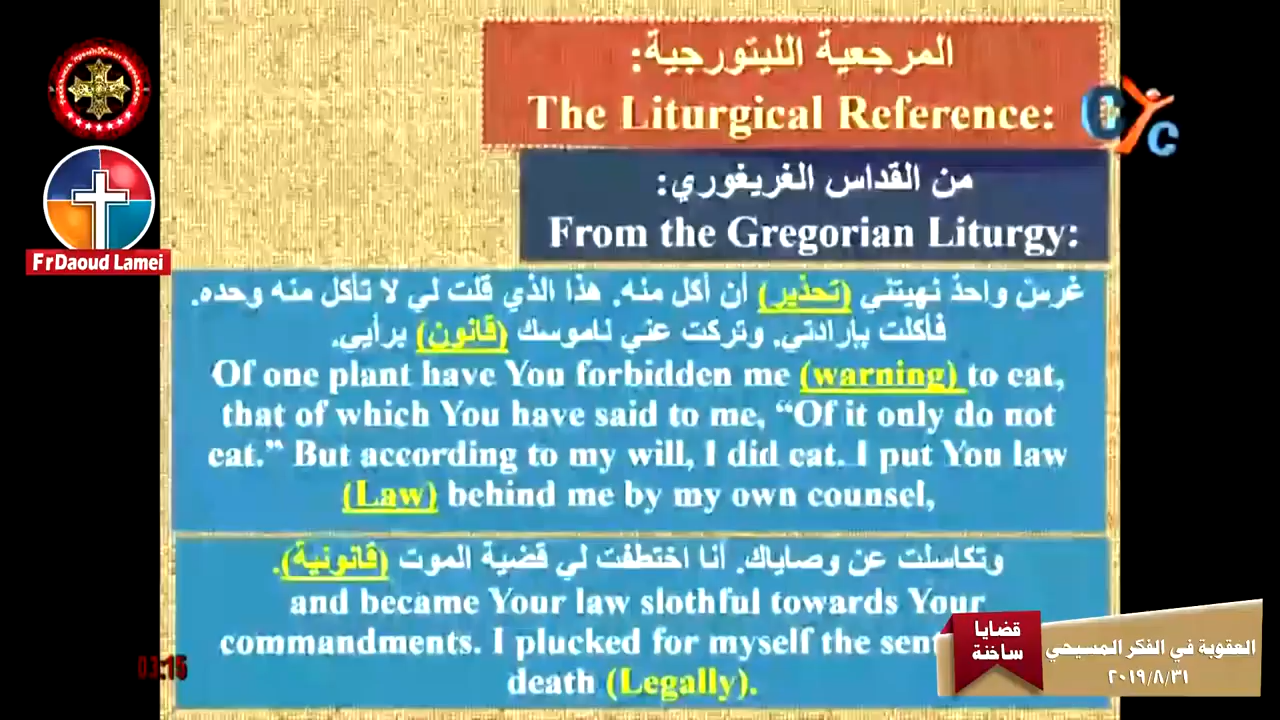 المرجعية الليتورجية:
The Liturgical Reference:
من القداس الغريغوري:
From the Gregorian Liturgy:
غرسٌ واحدٌ نهيتني (تحذير) أن أكل منه. هذا الذي قلت لي لا تأكل منه وحده.
فأكلت بإرادتي. وتركت عني ناموسك (قانون) برأيي.
Of one plant have You forbidden me (warning) to eat,
that of which You have said to me, “Of it only do not
eat.” But according to my will, I did eat. I put You law
(Law) behind me by my own counsel,
وتكاسلت عن وصاياك. أنا اختطفت لي قضية الموت (قانونية).
and became Your law slothful towards Your
commandments. I plucked for myself the
death (Legally).
FrDaoud Lamei
CYC
03:15
قضايا
ساخنة
العقوبة في الفكر المسيحي
٢٠١٩/٨/٣١